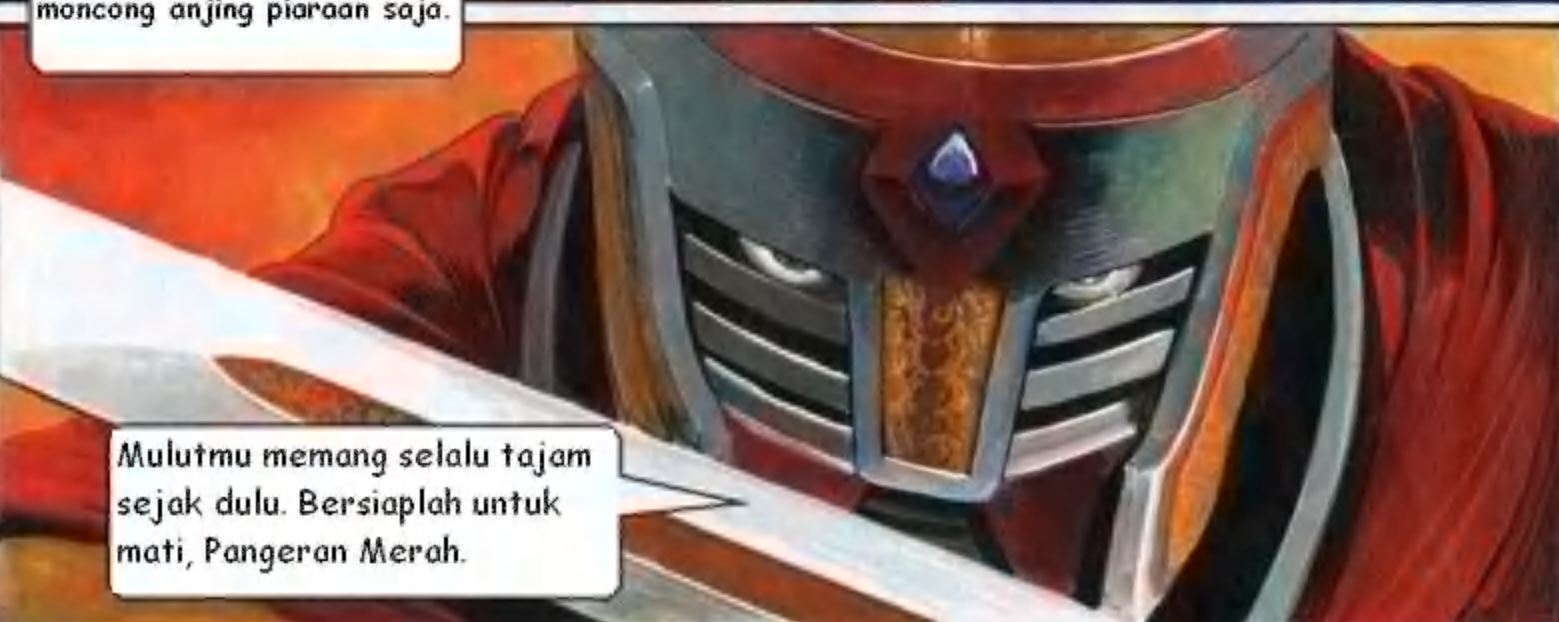 moncong anjing piaraan saja.
Mulutmu memang selalu tajam
sejak dulu. Bersiaplah untuk
mati, Pangeran Merah.